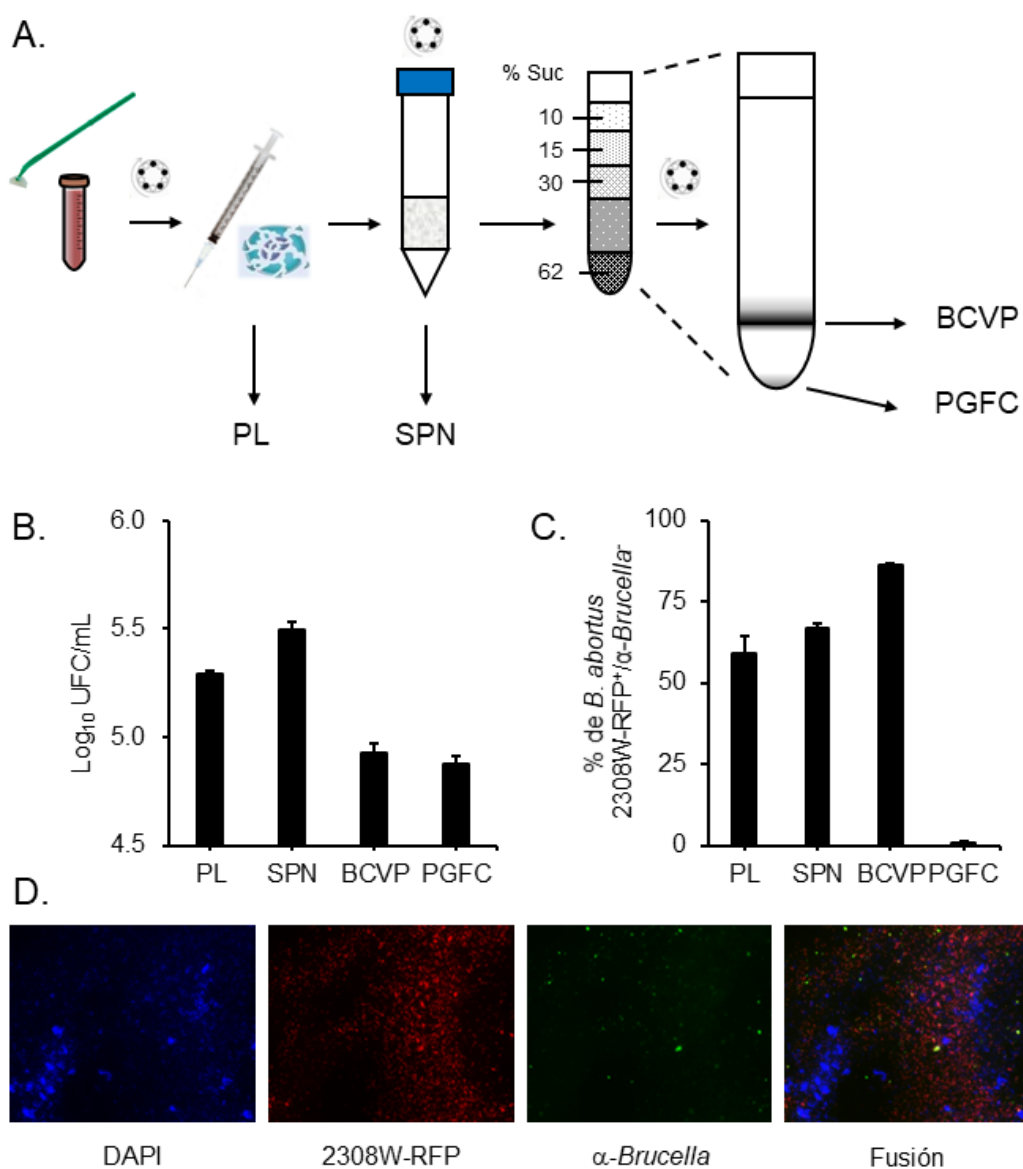 A.
% Suc
10
15
30
62
BCVP
PGFC
PL
SPN
B.
6.0
5.5
5.0
4.5
Log₁₀ UFC/mL
PL SPN BCVP PGFC
C.
100
75
50
25
0
% de B. abortus
2308W-RFP⁺/α-Brucella⁻
PL SPN BCVP PGFC
D.
DAPI 2308W-RFP α-Brucella Fusión